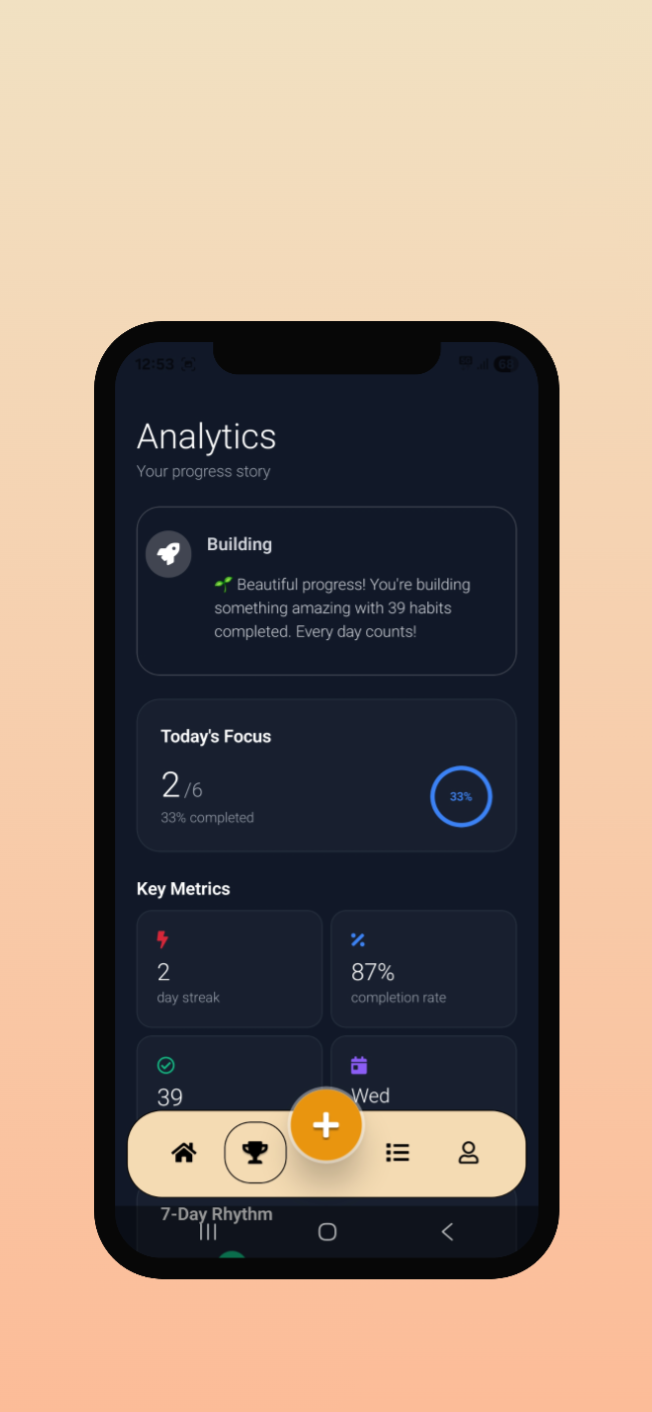 12:53
Analytics
Your progress story
Building
🌱 Beautiful progress! You're building
something amazing with 39 habits
completed. Every day counts!
Today's Focus
2/6
33% completed
33%
Key Metrics
2
day streak
87%
completion rate
39
Wed
7-Day Rhythm